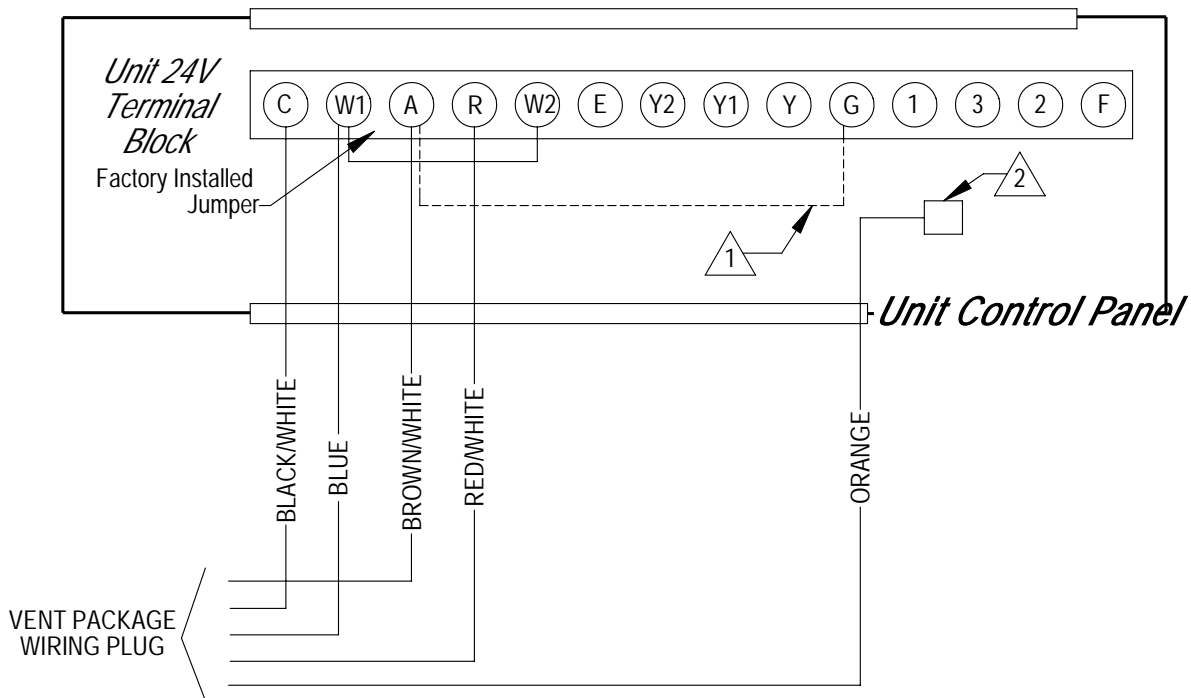 Unit 24V
Terminal
Block
C W1 A R W2 E Y2 Y1 Y G 1 3 2 F
Factory Installed
Jumper
2
1
Unit Control Panel
BLACK/WHITE
BLUE
BROWN/WHITE
RED/WHITE
ORANGE
VENT PACKAGE
WIRING PLUG